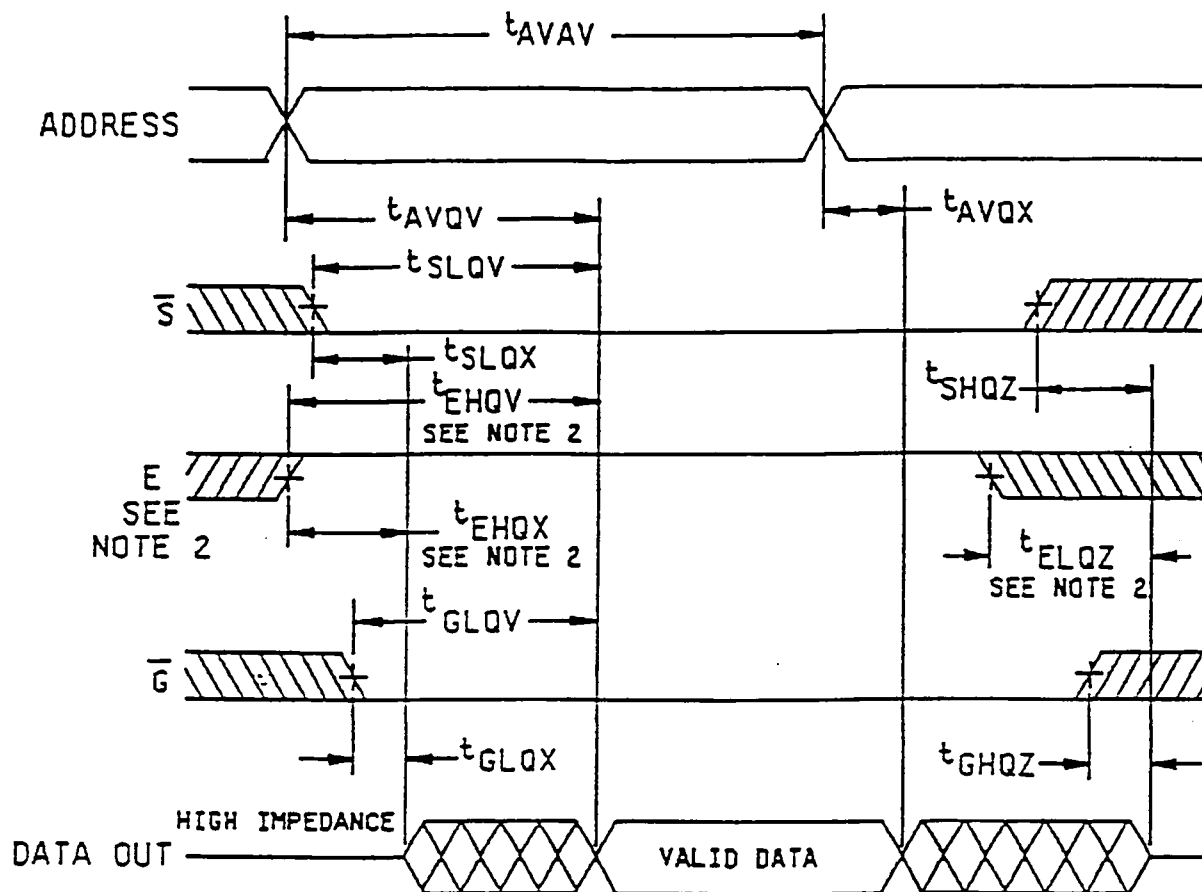 tAVAV
ADDRESS
tAVQV
tAVQX
tSLQV
S̅
tSLQX
tEHQV
SEE NOTE 2
tSHQZ
E
SEE
NOTE 2
tEHQX
SEE NOTE 2
tELQZ
SEE NOTE 2
tGLQV
G̅
tGLQX
tGHQZ
HIGH IMPEDANCE
DATA OUT
VALID DATA